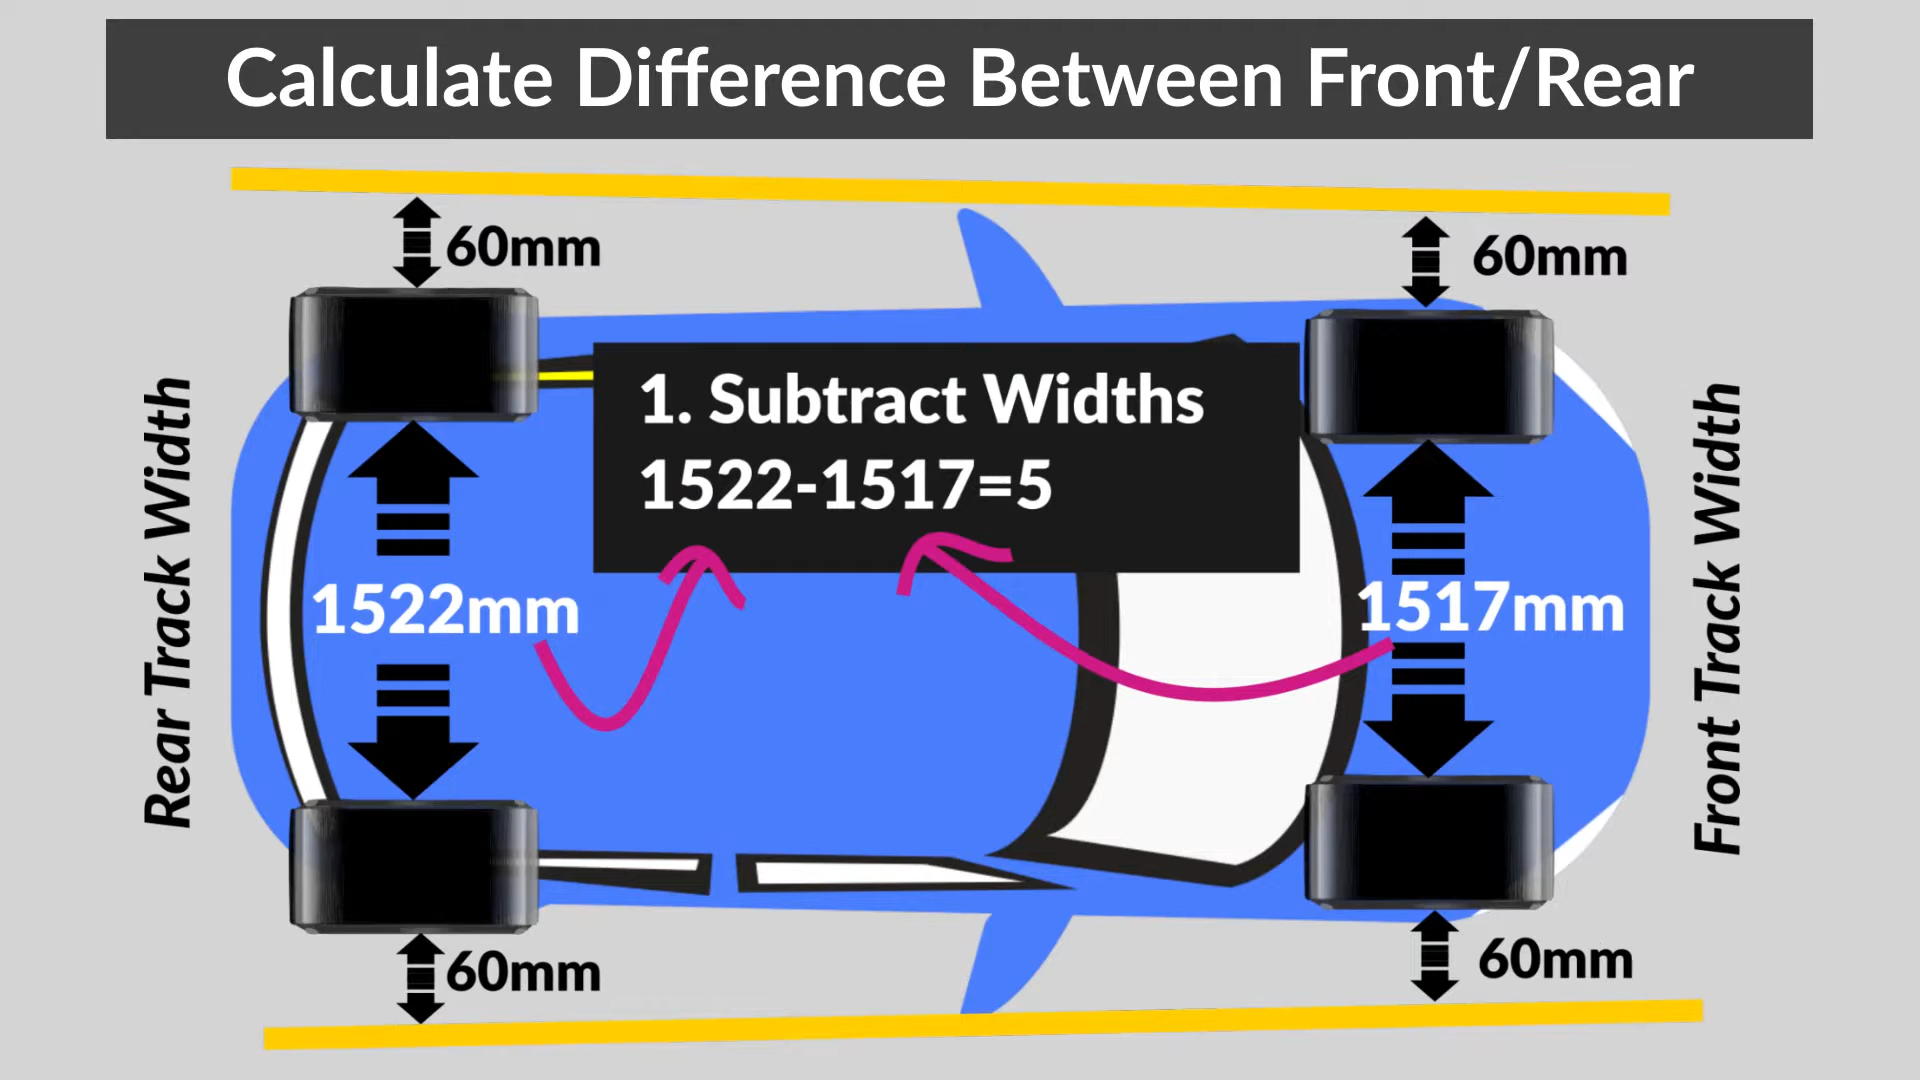 Calculate Difference Between Front/Rear
60mm
60mm
Rear Track Width
1. Subtract Widths
1522-1517=5
1522mm
1517mm
Front Track Width
60mm
60mm